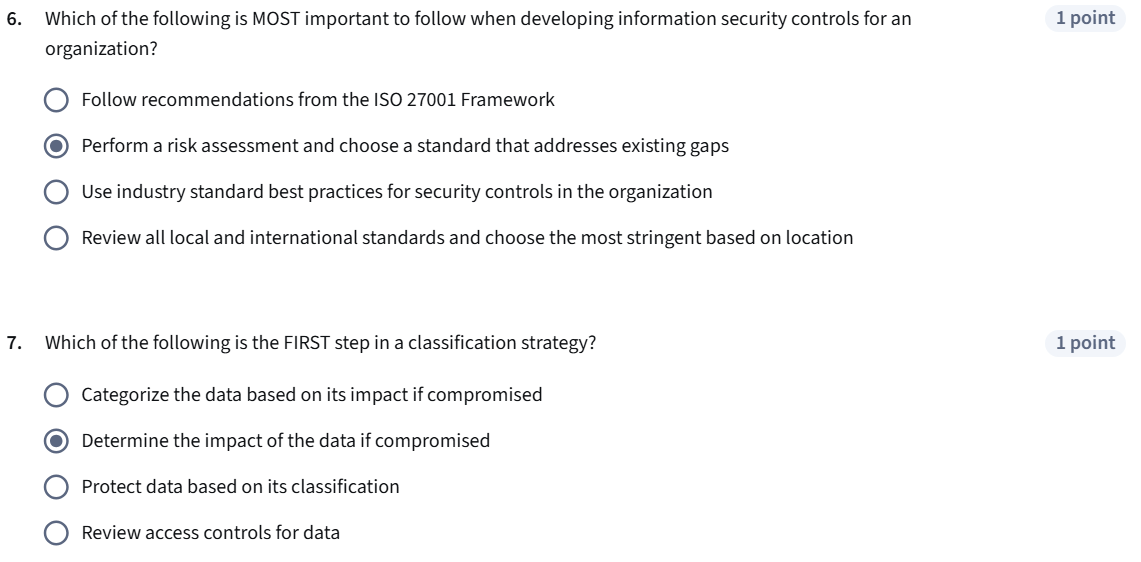 6. Which of the following is MOST important to follow when developing information security controls for an 1 point
organization?
Follow recommendations from the ISO 27001 Framework
Perform a risk assessment and choose a standard that addresses existing gaps
Use industry standard best practices for security controls in the organization
Review all local and international standards and choose the most stringent based on location
7. Which of the following is the FIRST step in a classification strategy? 1 point
Categorize the data based on its impact if compromised
Determine the impact of the data if compromised
Protect data based on its classification
Review access controls for data